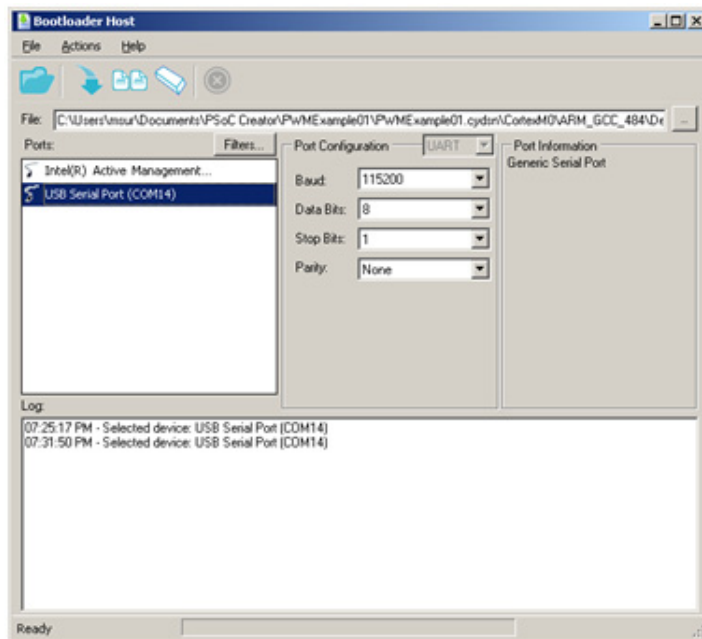 Bootloader Host
File Actions Help
File: C:\Users\msur\Documents\PSoC Creator\PWMExample01\PWMExample01.cydsn\CortexM0\ARM_GCC_484\De ...
Ports: Filters... Port Configuration UART Port Information
Intel(R) Active Management... Generic Serial Port
USB Serial Port (COM14) Baud: 115200
Data Bits: 8
Stop Bits: 1
Parity: None
Log:
07:25:17 PM - Selected device: USB Serial Port (COM14)
07:31:50 PM - Selected device: USB Serial Port (COM14)
Ready